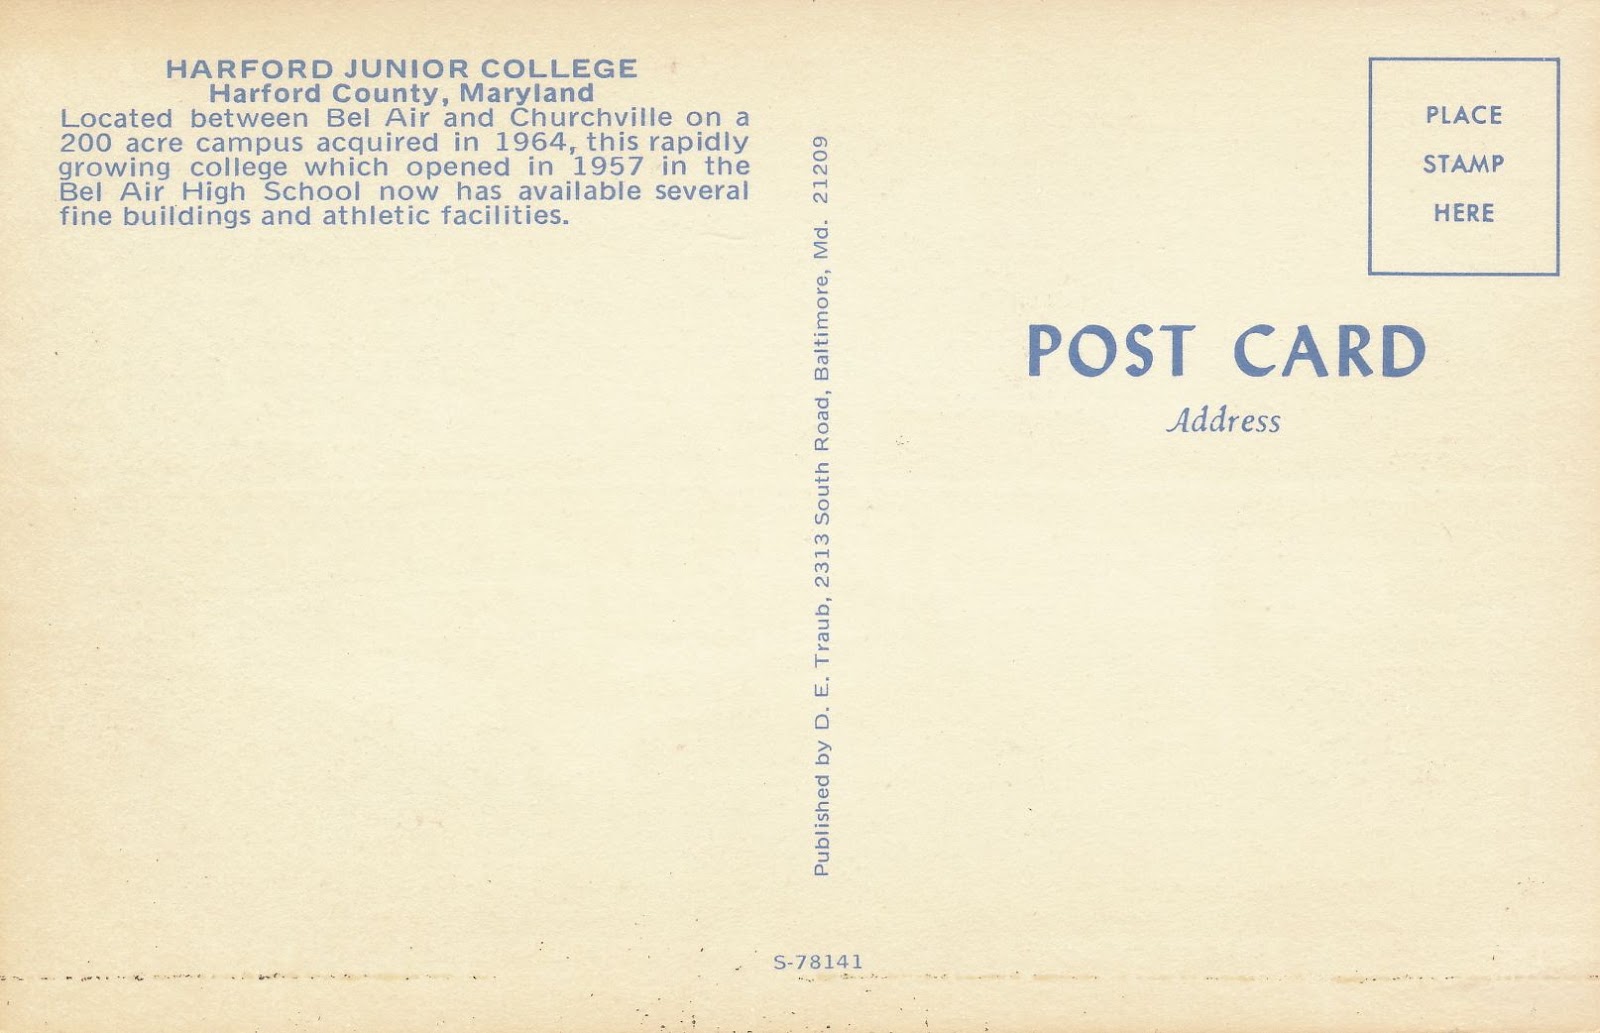 HARFORD JUNIOR COLLEGE
Harford County, Maryland
Located between Bel Air and Churchville on a
200 acre campus acquired in 1964, this rapidly
growing college which opened in 1957 in the
Bel Air High School now has available several
fine buildings and athletic facilities.
Published by D. E. Traub, 2313 South Road, Baltimore, Md. 21209
S-78141
PLACE
STAMP
HERE
POST CARD
Address